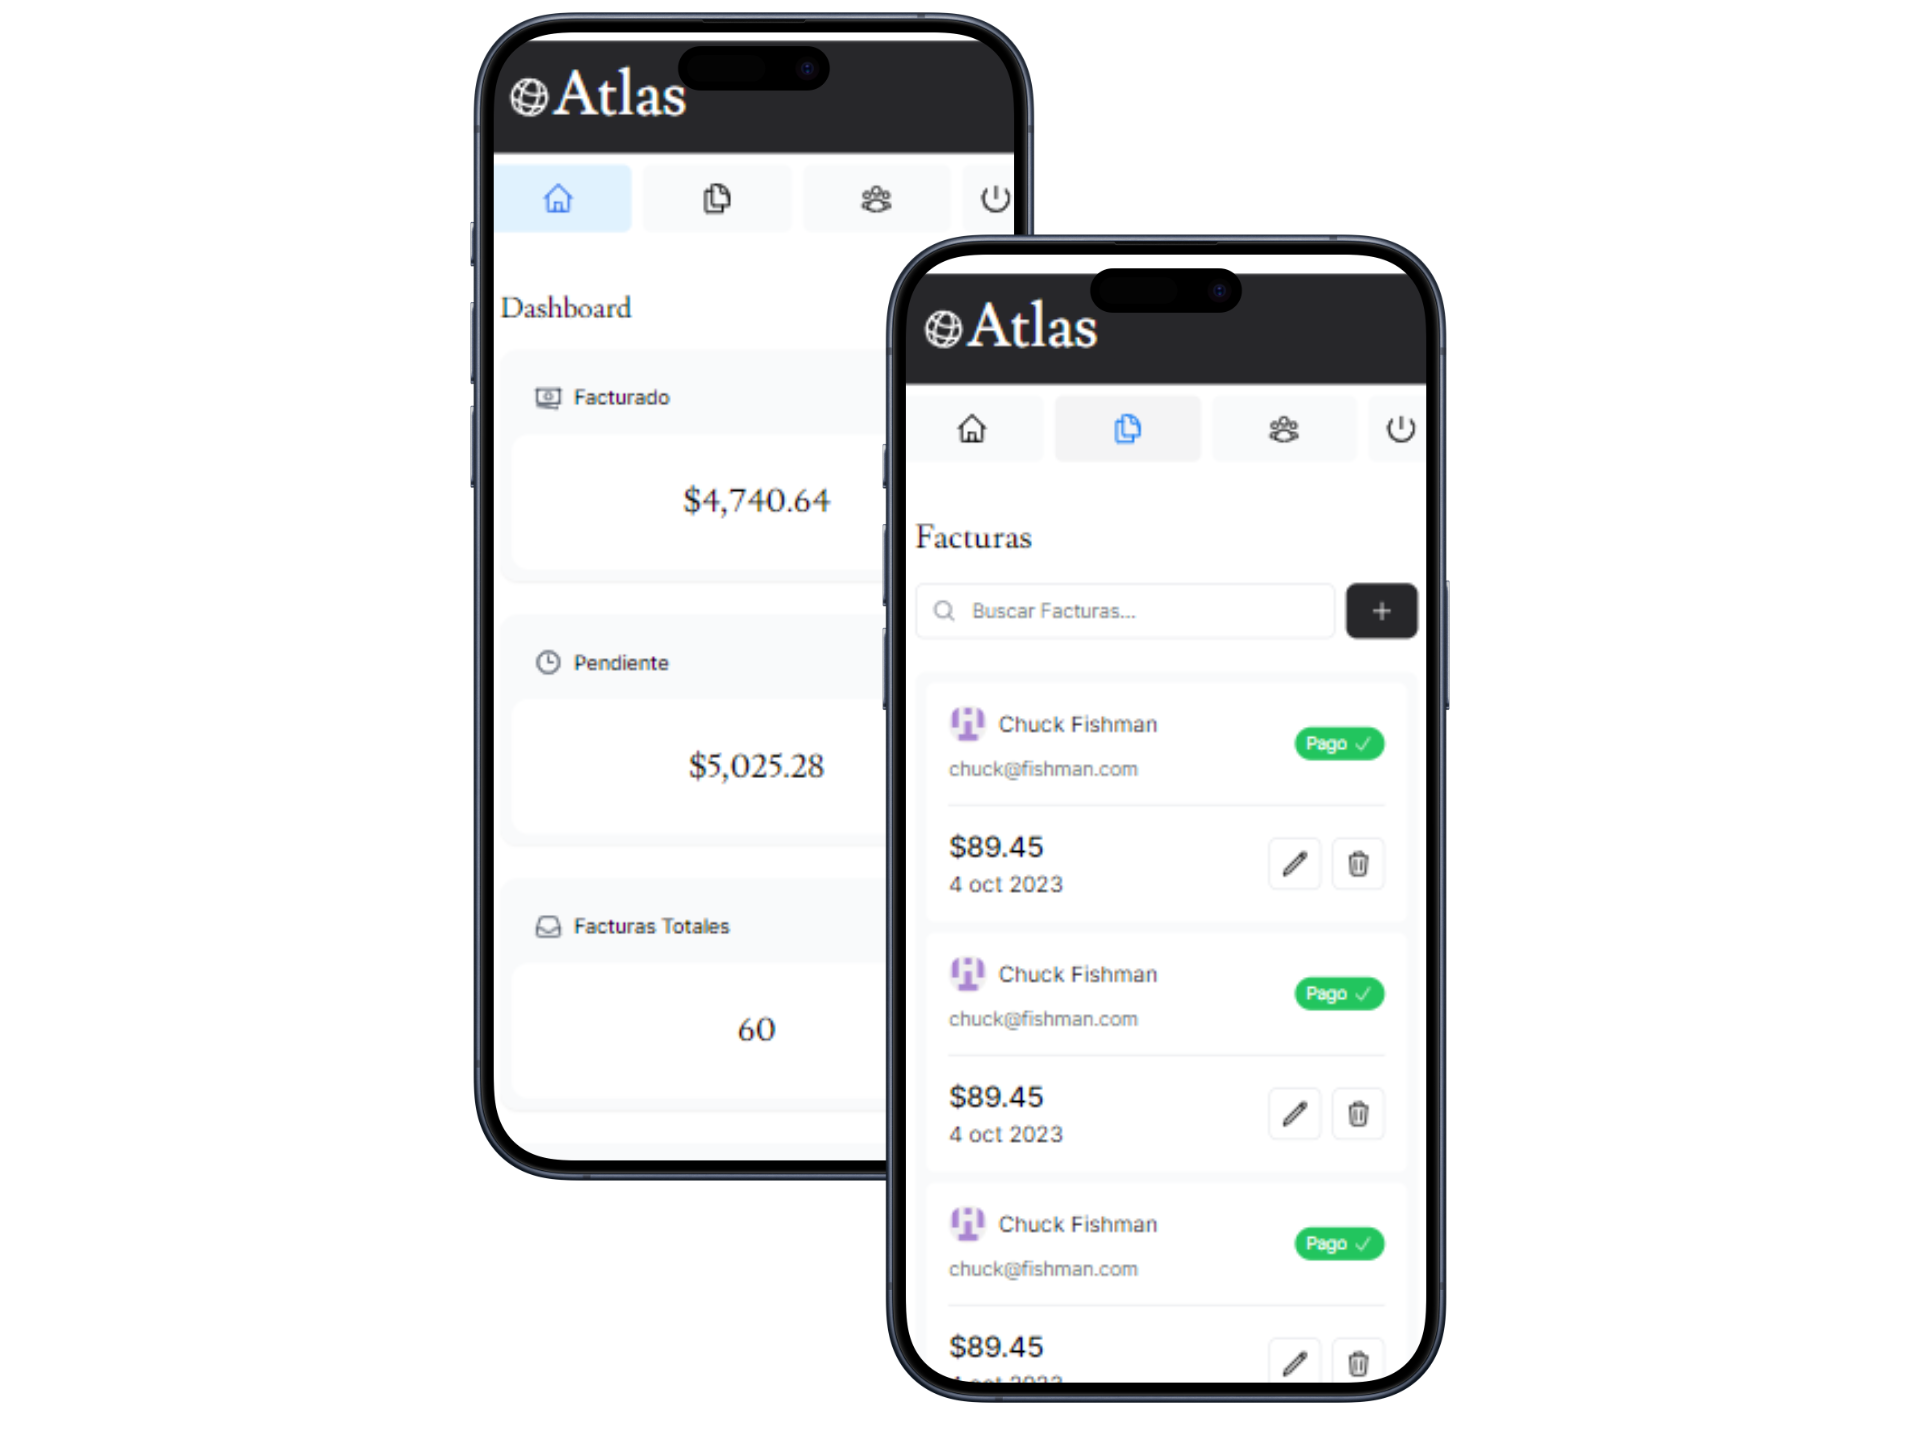 Atlas
Dashboard
Facturado
$4,740.64
Pendiente
$5,025.28
Facturas Totales
60
Atlas
Facturas
Buscar Facturas...
Chuck Fishman
Pago
chuck@fishman.com
$89.45
4 oct 2023
Chuck Fishman
Pago
chuck@fishman.com
$89.45
4 oct 2023
Chuck Fishman
Pago
chuck@fishman.com
$89.45